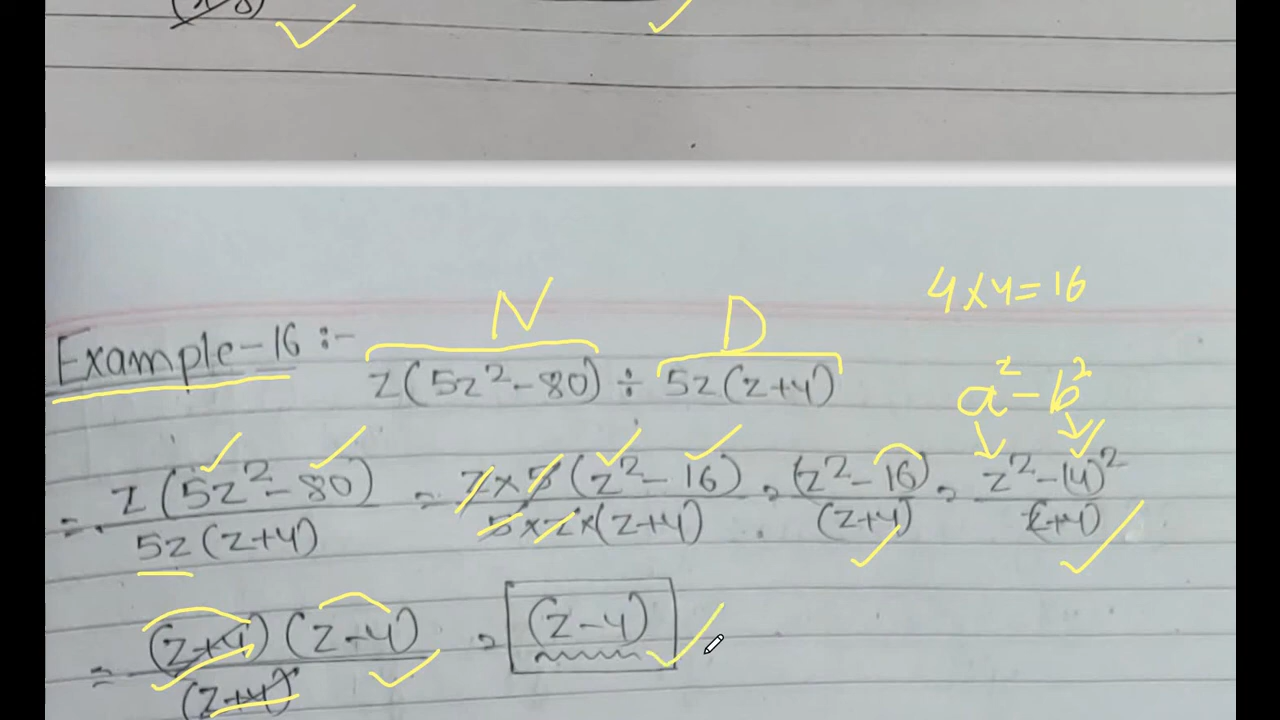 4×4=16
N D
Example-16 :- z(5z²-80) ÷ 5z(z+4)
a²-b²
= z(5z²-80) / 5z(z+4) = z×5(z²-16) / 5×z×(z+4) = (z²-16) / (z+4) = z²-(4)² / (z+4)
= (z+4)(z-4) / (z+4) = (z-4)